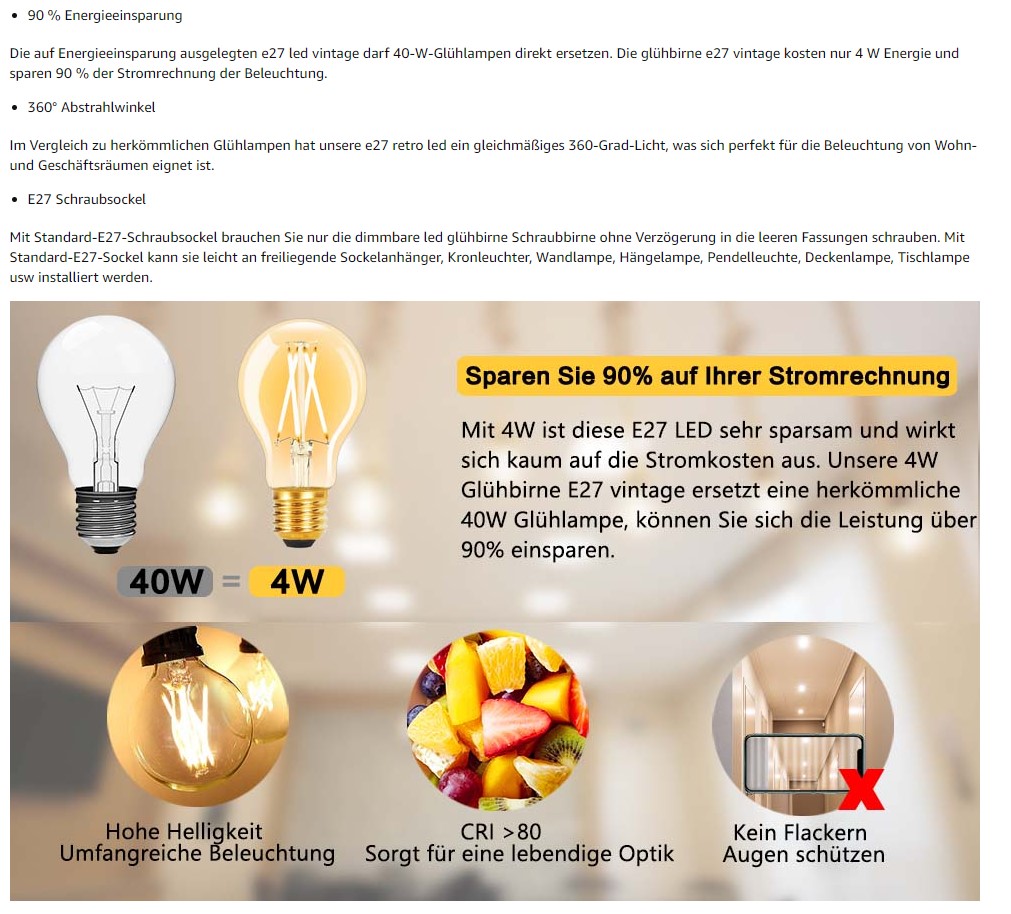 • 90 % Energieeinsparung
Die auf Energieeinsparung ausgelegten e27 led vintage darf 40-W-Glühlampen direkt ersetzen. Die glühbirne e27 vintage kosten nur 4 W Energie und
sparen 90 % der Stromrechnung der Beleuchtung.
• 360° Abstrahlwinkel
Im Vergleich zu herkömmlichen Glühlampen hat unsere e27 retro led ein gleichmäßiges 360-Grad-Licht, was sich perfekt für die Beleuchtung von Wohn-
und Geschäftsräumen eignet ist.
• E27 Schraubsockel
Mit Standard-E27-Schraubsockel brauchen Sie nur die dimmbare led glühbirne Schraubbirne ohne Verzögerung in die leeren Fassungen schrauben. Mit
Standard-E27-Sockel kann sie leicht an freiliegende Sockelanhänger, Kronleuchter, Wandlampe, Hängelampe, Pendelleuchte, Deckenlampe, Tischlampe
usw installiert werden.
Sparen Sie 90% auf Ihrer Stromrechnung
Mit 4W ist diese E27 LED sehr sparsam und wirkt
sich kaum auf die Stromkosten aus. Unsere 4W
Glühbirne E27 vintage ersetzt eine herkömmliche
40W Glühlampe, können Sie sich die Leistung über
90% einsparen.
40W = 4W
Hohe Helligkeit
Umfangreiche Beleuchtung
CRI >80
Sorgt für eine lebendige Optik
Kein Flackern
Augen schützen